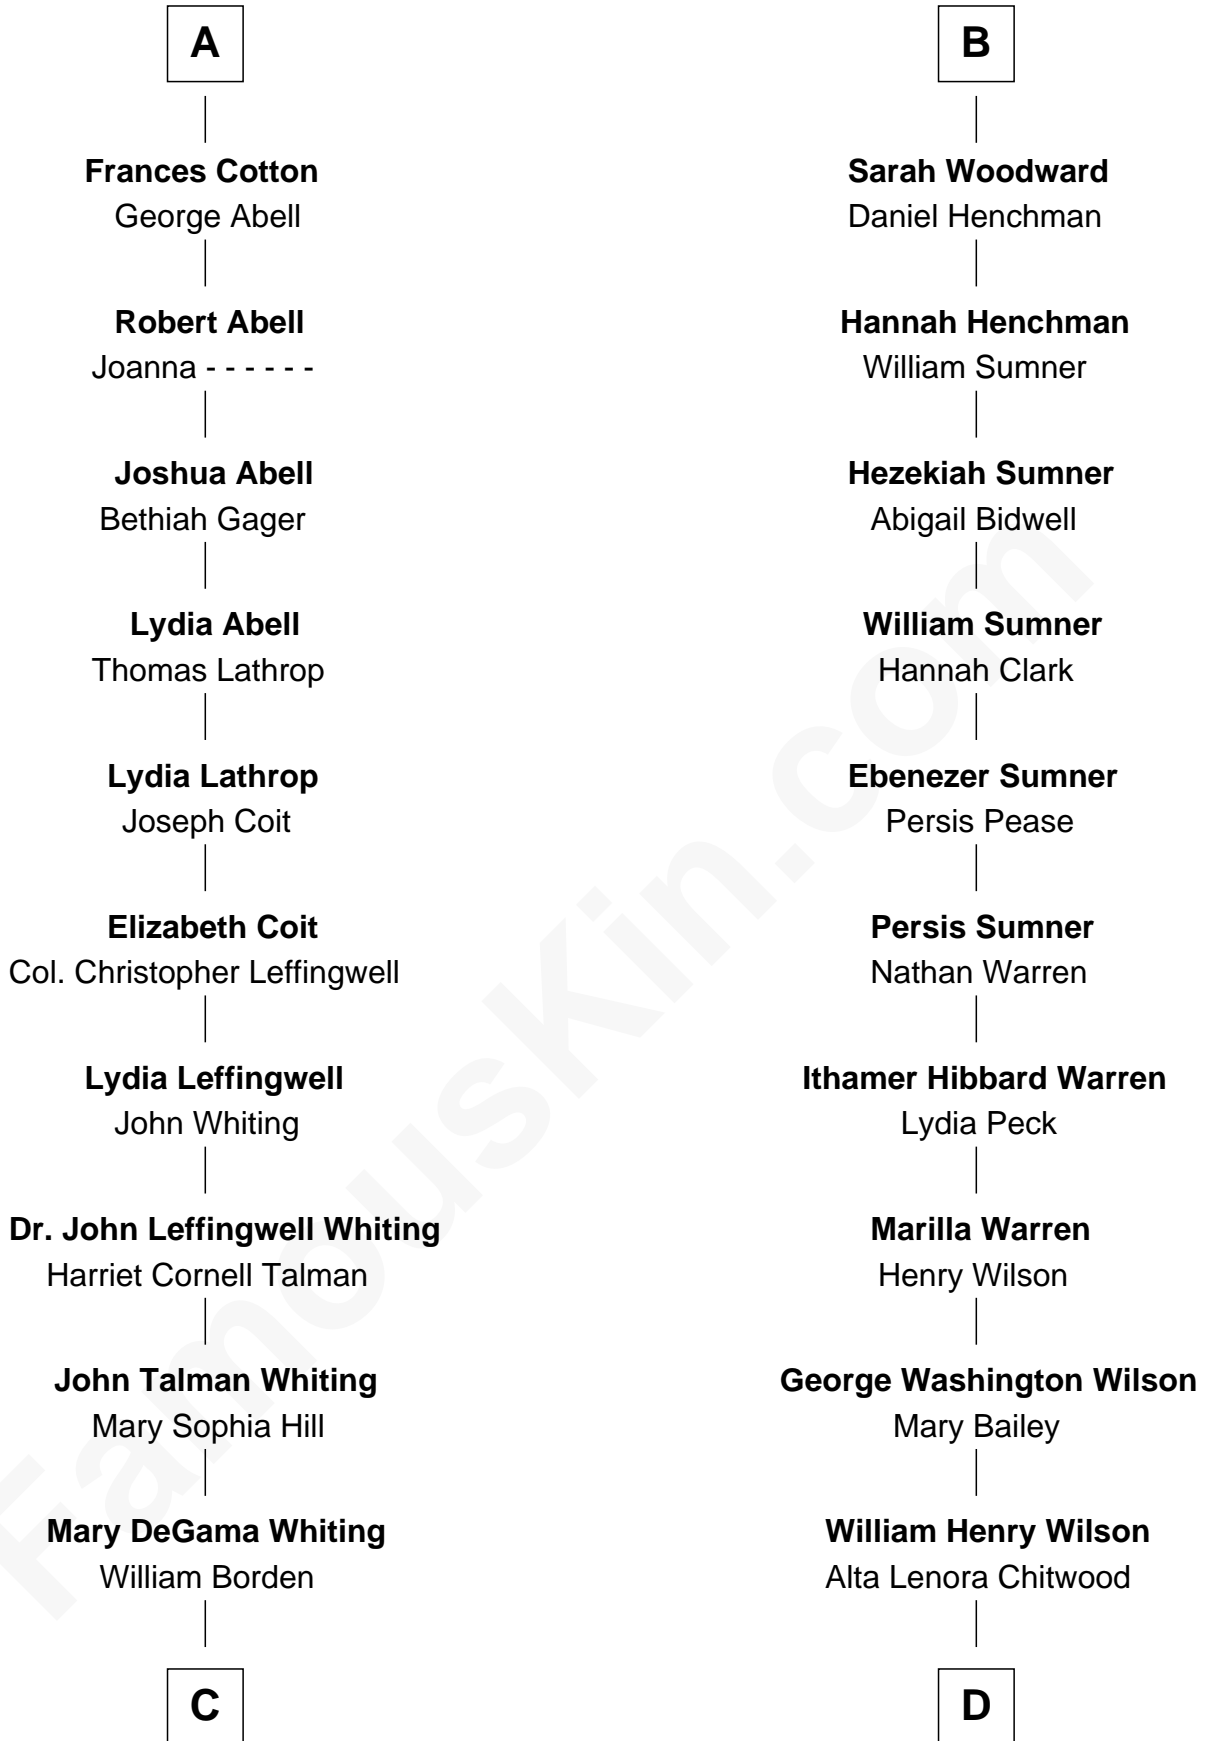 A
Frances Cotton
George Abell
Robert Abell
Joanna - - - - - -
Joshua Abell
Bethiah Gager
Lydia Abell
Thomas Lathrop
Lydia Lathrop
Joseph Coit
Elizabeth Coit
Col. Christopher Leffingwell
Lydia Leffingwell
John Whiting
Dr. John Leffingwell Whiting
Harriet Cornell Talman
John Talman Whiting
Mary Sophia Hill
Mary DeGama Whiting
William Borden
C
B
Sarah Woodward
Daniel Henchman
Hannah Henchman
William Sumner
Hezekiah Sumner
Abigail Bidwell
William Sumner
Hannah Clark
Ebenezer Sumner
Persis Pease
Persis Sumner
Nathan Warren
Ithamer Hibbard Warren
Lydia Peck
Marilla Warren
Henry Wilson
George Washington Wilson
Mary Bailey
William Henry Wilson
Alta Lenora Chitwood
D
FamousKin.com